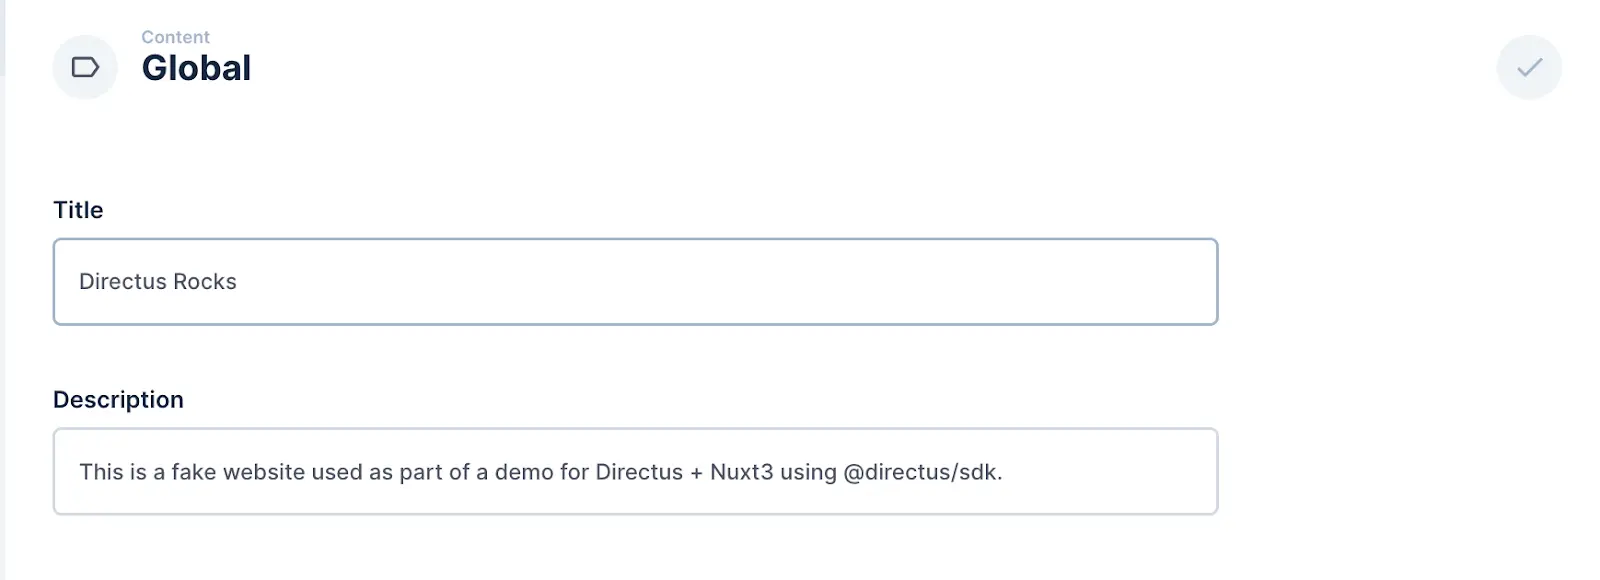 Content
Global
Title
Directus Rocks
Description
This is a fake website used as part of a demo for Directus + Nuxt3 using @directus/sdk.